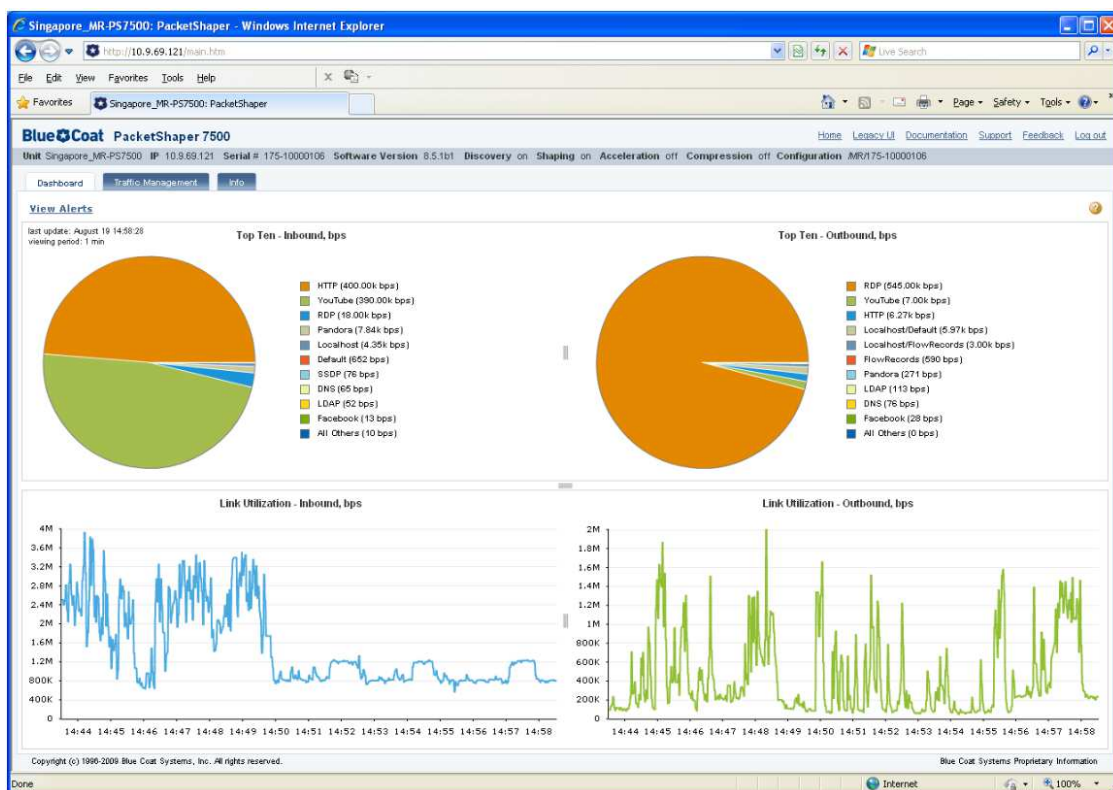 Singapore_MR-PS7500: PacketShaper - Windows Internet Explorer
http://10.9.69.121/main.htm
Live Search
File Edit View Favorites Tools Help
Favorites Singapore_MR-PS7500: PacketShaper Page Safety Tools
Blue Coat PacketShaper 7500 Home Legacy UI Documentation Support Feedback Log out
Unit Singapore_MR-PS7500 IP 10.9.69.121 Serial # 175-10000106 Software Version 8.5.1b1 Discovery on Shaping on Acceleration off Compression off Configuration /MR/175-10000106
Dashboard Traffic Management Info
View Alerts
last update: August 19 14:58:28
viewing period: 1 min
Top Ten - Inbound, bps
HTTP (400.00k bps)
YouTube (390.00k bps)
RDP (18.00k bps)
Pandora (7.84k bps)
Localhost (4.35k bps)
Default (652 bps)
SSDP (76 bps)
DNS (65 bps)
LDAP (52 bps)
Facebook (13 bps)
All Others (10 bps)
Top Ten - Outbound, bps
RDP (545.00k bps)
YouTube (7.00k bps)
HTTP (6.27k bps)
Localhost/Default (5.97k bps)
Localhost/FlowRecords (3.00k bps)
FlowRecords (590 bps)
Pandora (271 bps)
LDAP (113 bps)
DNS (76 bps)
Facebook (28 bps)
All Others (0 bps)
Link Utilization - Inbound, bps
4M
3.6M
3.2M
2.8M
2.4M
2M
1.6M
1.2M
800K
400K
0
14:44 14:45 14:46 14:47 14:48 14:49 14:50 14:51 14:52 14:53 14:54 14:55 14:56 14:57 14:58
Link Utilization - Outbound, bps
2M
1.8M
1.6M
1.4M
1.2M
1M
800K
600K
400K
200K
0
14:44 14:45 14:46 14:47 14:48 14:49 14:50 14:51 14:52 14:53 14:54 14:55 14:56 14:57 14:58
Copyright (c) 1996-2009 Blue Coat Systems, Inc. All rights reserved. Blue Coat Systems Proprietary Information
Done Internet 100%